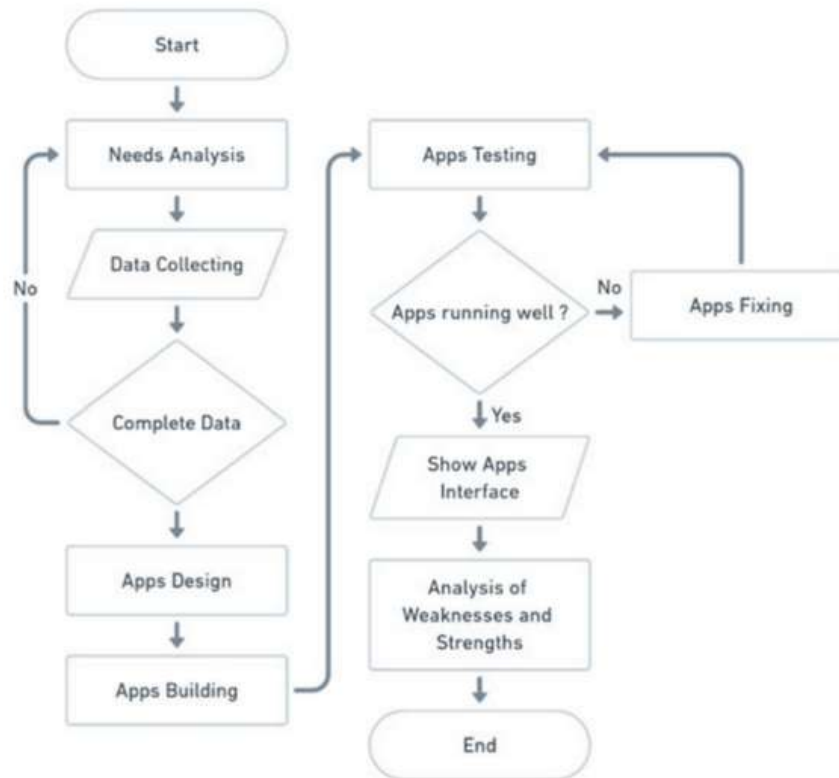 Start
Needs Analysis
Data Collecting
No
Complete Data
Apps Design
Apps Building
Apps Testing
Apps running well ?
No
Apps Fixing
Yes
Show Apps
Interface
Analysis of
Weaknesses and
Strengths
End